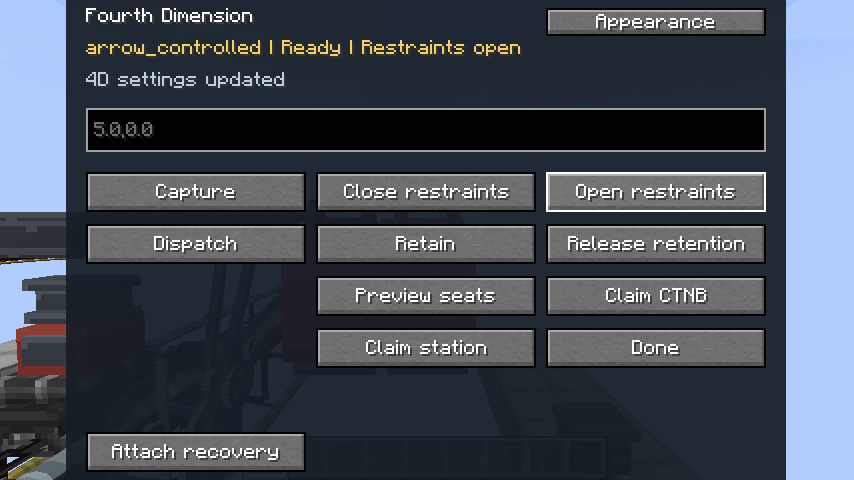 Fourth Dimension
Appearance
arrow_controlled | Ready | Restraints open
4D settings updated
5.0,0.0
Capture
Close restraints
Open restraints
Dispatch
Retain
Release retention
Preview seats
Claim CTNB
Claim station
Done
Attach recovery